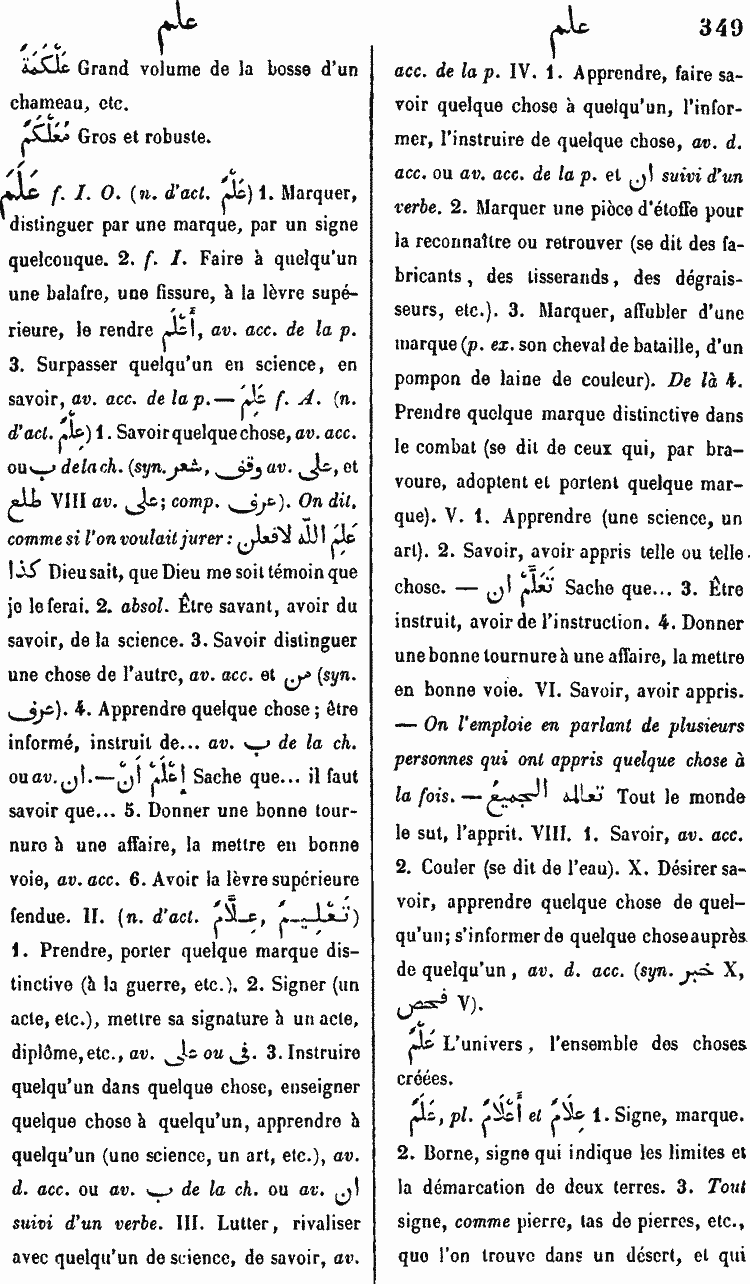 علم
علم 349
عَلْكَمَةٌ Grand volume de la bosse d'un
chameau, etc.
مُعَلْكَمٌ Gros et robuste.
عَلَمَ f. I. O. (n. d'act. عَلْمٌ) 1. Marquer,
distinguer par une marque, par un signe
quelconque. 2. f. I. Faire à quelqu'un
une balafre, une fissure, à la lèvre supé-
rieure, le rendre أَعْلَم, av. acc. de la p.
3. Surpasser quelqu'un en science, en
savoir, av. acc. de la p. — عَلِمَ f. A. (n.
d'act. عِلْمٌ) 1. Savoir quelque chose, av. acc.
ou ب de la ch. (syn. شعر, وقف av. على, et
طلع VIII av. على; comp. عرف). On dit,
comme si l'on voulait jurer : عَلِمَ اللّٰه لافعلن
كذا Dieu sait, que Dieu me soit témoin que
je le ferai. 2. absol. Être savant, avoir du
savoir, de la science. 3. Savoir distinguer
une chose de l'autre, av. acc. et من (syn.
عرف). 4. Apprendre quelque chose ; être
informé, instruit de... av. ب de la ch.
ou av. ان. — إِعْلَمْ أَنَّ Sache que... il faut
savoir que... 5. Donner une bonne tour-
nure à une affaire, la mettre en bonne
voie, av. acc. 6. Avoir la lèvre supérieure
fendue. II. (n. d'act. تَعْلِيمٌ, عِلَّامٌ)
1. Prendre, porter quelque marque dis-
tinctive (à la guerre, etc.). 2. Signer (un
acte, etc.), mettre sa signature à un acte,
diplôme, etc., av. على ou فى. 3. Instruire
quelqu'un dans quelque chose, enseigner
quelque chose à quelqu'un, apprendre à
quelqu'un (une science, un art, etc.), av.
d. acc. ou av. ب de la ch. ou av. ان
suivi d'un verbe. III. Lutter, rivaliser
avec quelqu'un de science, de savoir, av.
acc. de la p. IV. 1. Apprendre, faire sa-
voir quelque chose à quelqu'un, l'infor-
mer, l'instruire de quelque chose, av. d.
acc. ou av. acc. de la p. et ان suivi d'un
verbe. 2. Marquer une pièce d'étoffe pour
la reconnaître ou retrouver (se dit des fa-
bricants, des tisserands, des dégrais-
seurs, etc.). 3. Marquer, affubler d'une
marque (p. ex. son cheval de bataille, d'un
pompon de laine de couleur). De là 4.
Prendre quelque marque distinctive dans
le combat (se dit de ceux qui, par bra-
voure, adoptent et portent quelque mar-
que). V. 1. Apprendre (une science, un
art). 2. Savoir, avoir appris telle ou telle
chose. — تَعَلَّمْ ان Sache que... 3. Être
instruit, avoir de l'instruction. 4. Donner
une bonne tournure à une affaire, la mettre
en bonne voie. VI. Savoir, avoir appris.
— On l'emploie en parlant de plusieurs
personnes qui ont appris quelque chose à
la fois. — تعالمه الجميعُ Tout le monde
le sut, l'apprit. VIII. 1. Savoir, av. acc.
2. Couler (se dit de l'eau). X. Désirer sa-
voir, apprendre quelque chose de quel-
qu'un; s'informer de quelque chose auprès
de quelqu'un, av. d. acc. (syn. خبر X,
فحص V).
عَلْمٌ L'univers, l'ensemble des choses
créées.
عَلَمٌ, pl. أَعْلَامٌ et عِلَامٌ 1. Signe, marque.
2. Borne, signe qui indique les limites et
la démarcation de deux terres. 3. Tout
signe, comme pierre, tas de pierres, etc.,
que l'on trouve dans un désert, et qui